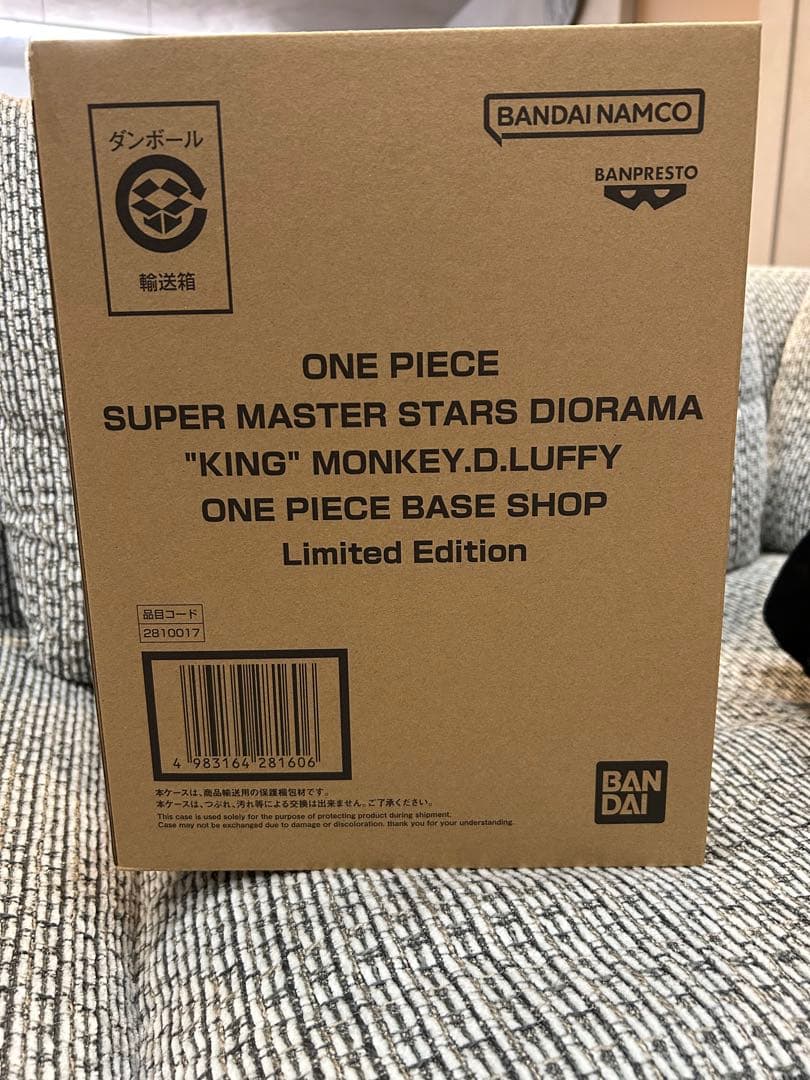 ダンボール
輸送箱
BANDAI NAMCO
BANPRESTO
ONE PIECE
SUPER MASTER STARS DIORAMA
"KING" MONKEY.D.LUFFY
ONE PIECE BASE SHOP
Limited Edition
品目コード
2810017
4 983164 281606
本ケースは、商品輸送用の保護梱包材です。
本ケースは、つぶれ、汚れ等による交換は出来ません。ご了承ください。
This case is used solely for the purpose of protecting product during shipment.
Case may not be exchanged due to damage or discoloration. thank you for your understanding.
BAN
DAI